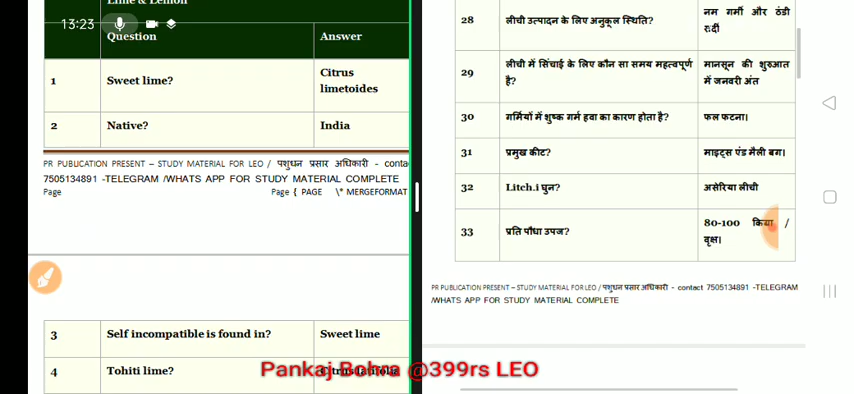 Lime & Lemon
13:23
Question Answer
1 Sweet lime? Citrus
limetoides
2 Native? India
PR PUBLICATION PRESENT – STUDY MATERIAL FOR LEO / पशुधन प्रसार अधिकारी - conta
7505134891 -TELEGRAM /WHATS APP FOR STUDY MATERIAL COMPLETE
Page Page { PAGE \* MERGEFORMAT
3 Self incompatible is found in? Sweet lime
4 Tohiti lime? Citrus latifolia
28 लीची उत्पादन के लिए अनुकूल स्थिति? नम गर्मी और ठंडी
सर्दी
29 लीची में सिंचाई के लिए कौन सा समय महत्वपूर्ण
है? मानसून की शुरुआत
में जनवरी अंत
30 गर्मियों में शुष्क गर्म हवा का कारण होता है? फल फटना।
31 प्रमुख कीट? माइट्स एंड मैली बग।
32 Litch.i घुन? असेरिया लीची
33 प्रति पौधा उपज? 80-100 किग्रा /
वृक्ष।
PR PUBLICATION PRESENT – STUDY MATERIAL FOR LEO / पशुधन प्रसार अधिकारी - contact 7505134891 -TELEGRAM
/WHATS APP FOR STUDY MATERIAL COMPLETE
Pankaj Bohra @399rs LEO